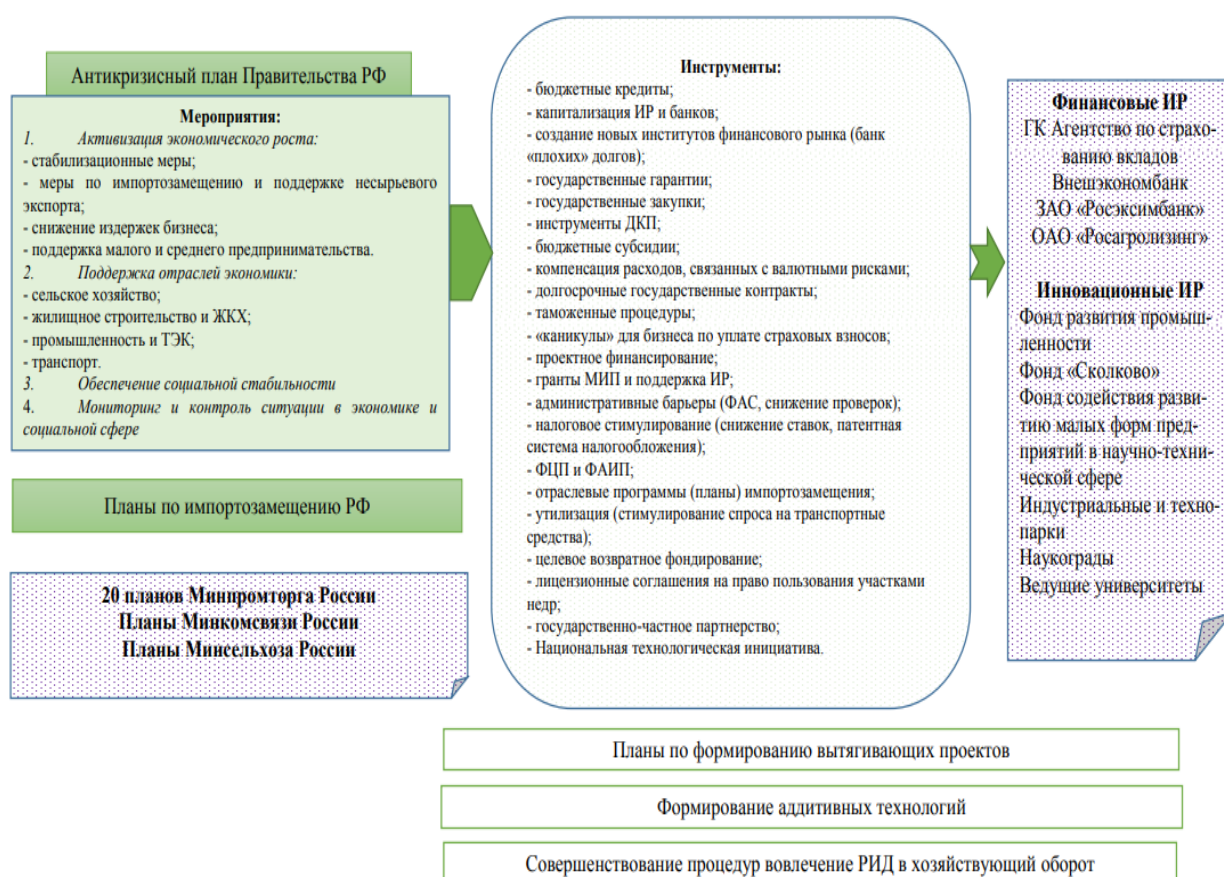 Антикризисный план Правительства РФ
Мероприятия:
1. Активизация экономического роста:
- стабилизационные меры;
- меры по импортозамещению и поддержке несырьевого
экспорта;
- снижение издержек бизнеса;
- поддержка малого и среднего предпринимательства.
2. Поддержка отраслей экономики:
- сельское хозяйство;
- жилищное строительство и ЖКХ;
- промышленность и ТЭК;
- транспорт.
3. Обеспечение социальной стабильности
4. Мониторинг и контроль ситуации в экономике и
социальной сфере
Планы по импортозамещению РФ
20 планов Минпромторга России
Планы Минкомсвязи России
Планы Минсельхоза России
Инструменты:
- бюджетные кредиты;
- капитализация ИР и банков;
- создание новых институтов финансового рынка (банк
«плохих» долгов);
- государственные гарантии;
- государственные закупки;
- инструменты ДКП;
- бюджетные субсидии;
- компенсация расходов, связанных с валютными рисками;
- долгосрочные государственные контракты;
- таможенные процедуры;
- «каникулы» для бизнеса по уплате страховых взносов;
- проектное финансирование;
- гранты МИП и поддержка ИР;
- административные барьеры (ФАС, снижение проверок);
- налоговое стимулирование (снижение ставок, патентная
система налогообложения);
- ФЦП и ФАИП;
- отраслевые программы (планы) импортозамещения;
- утилизация (стимулирование спроса на транспортные
средства);
- целевое возвратное фондирование;
- лицензионные соглашения на право пользования участками
недр;
- государственно-частное партнерство;
- Национальная технологическая инициатива.
Финансовые ИР
ГК Агентство по страхо-
ванию вкладов
Внешэкономбанк
ЗАО «Росэксимбанк»
ОАО «Росагролизинг»
Инновационные ИР
Фонд развития промыш-
ленности
Фонд «Сколково»
Фонд содействия разви-
тию малых форм пред-
приятий в научно-техни-
ческой сфере
Индустриальные и техно-
парки
Наукограды
Ведущие университеты
Планы по формированию вытягивающих проектов
Формирование аддитивных технологий
Совершенствование процедур вовлечение РИД в хозяйствующий оборот